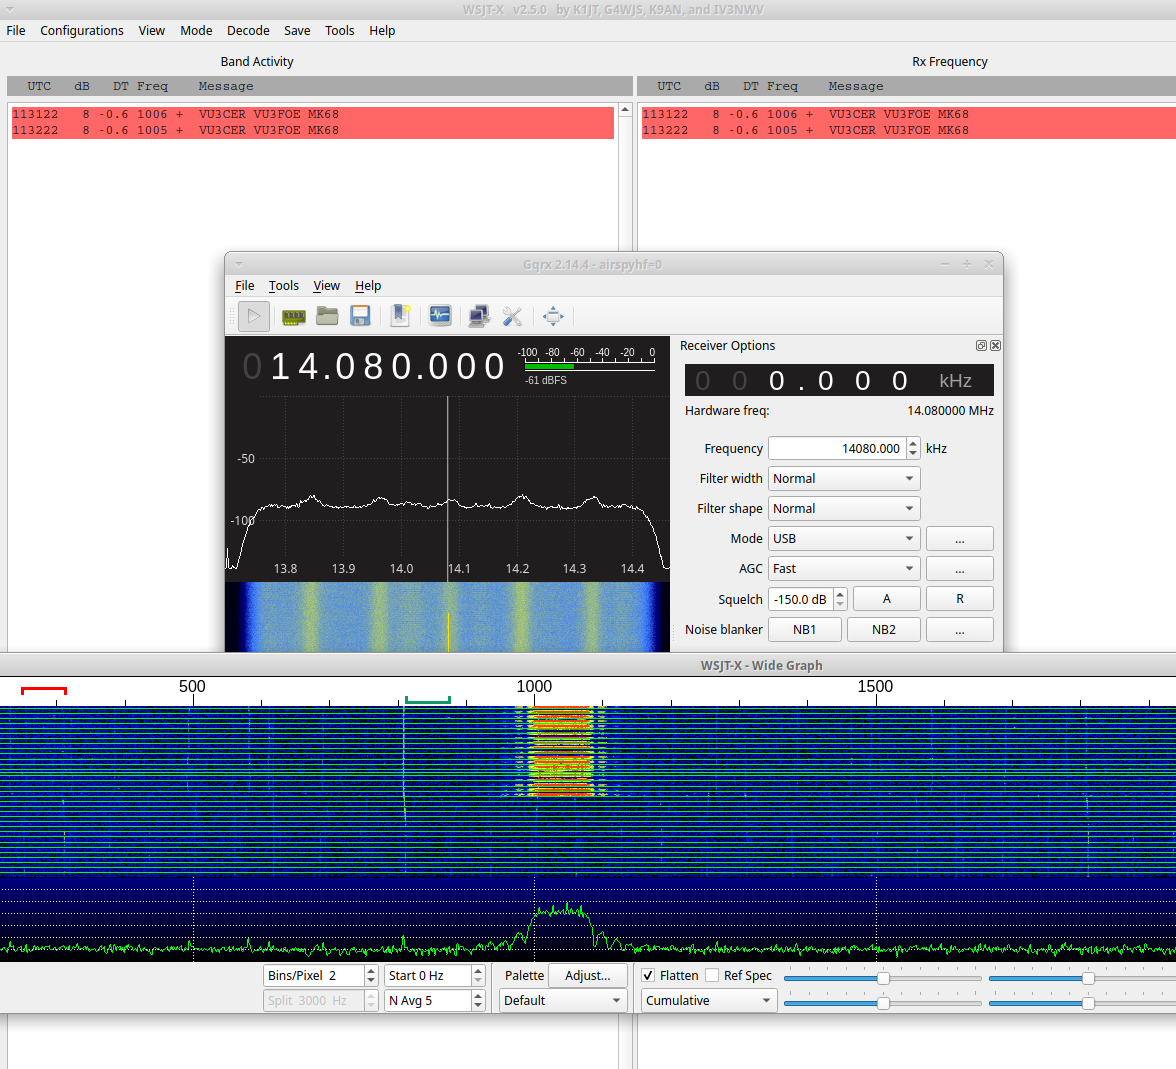 WSJT-X   v2.5.0   by K1JT, G4WJS, K9AN, and IV3NWV
File Configurations View Mode Decode Save Tools Help
Band Activity Rx Frequency
UTC dB DT Freq Message UTC dB DT Freq Message
113122 8 -0.6 1006 + VU3CER VU3FOE MK68 113122 8 -0.6 1006 + VU3CER VU3FOE MK68
113222 8 -0.6 1005 + VU3CER VU3FOE MK68 113222 8 -0.6 1005 + VU3CER VU3FOE MK68
Gqrx 2.14.4 - airspyhf=0
File Tools View Help
Receiver Options
014.080.000
-100 -80 -60 -40 -20 0
-61 dBFS
000.000 kHz
Hardware freq: 14.080000 MHz
-50
-100
13.8 13.9 14.0 14.1 14.2 14.3 14.4
Frequency 14080.000 kHz
Filter width Normal
Filter shape Normal
Mode USB ...
AGC Fast ...
Squelch -150.0 dB A R
Noise blanker NB1 NB2 ...
WSJT-X - Wide Graph
500 1000 1500
Bins/Pixel 2 Start 0 Hz Palette Adjust... Flatten Ref Spec
Split 3000 Hz N Avg 5 Default Cumulative